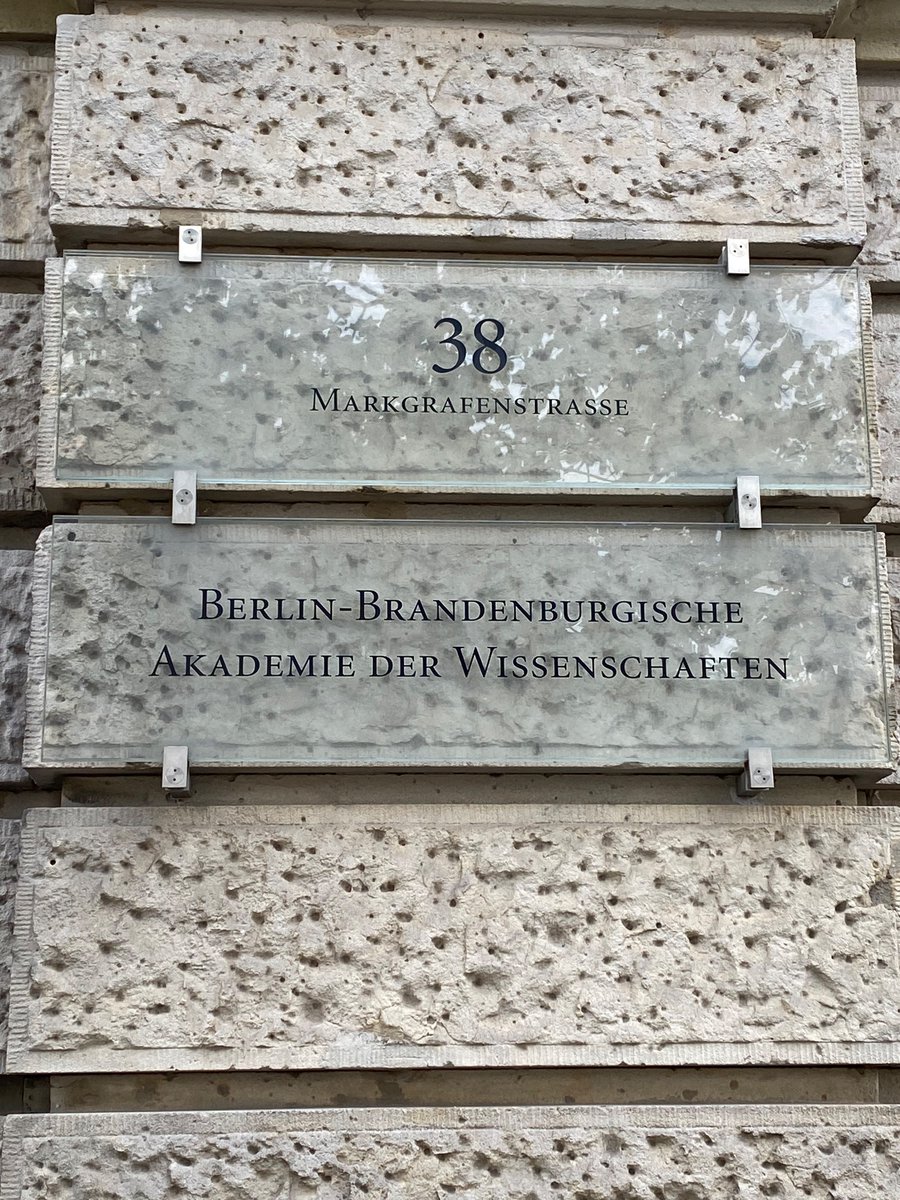 38
Markgrafenstrasse
Berlin-Brandenburgische
Akademie der Wissenschaften